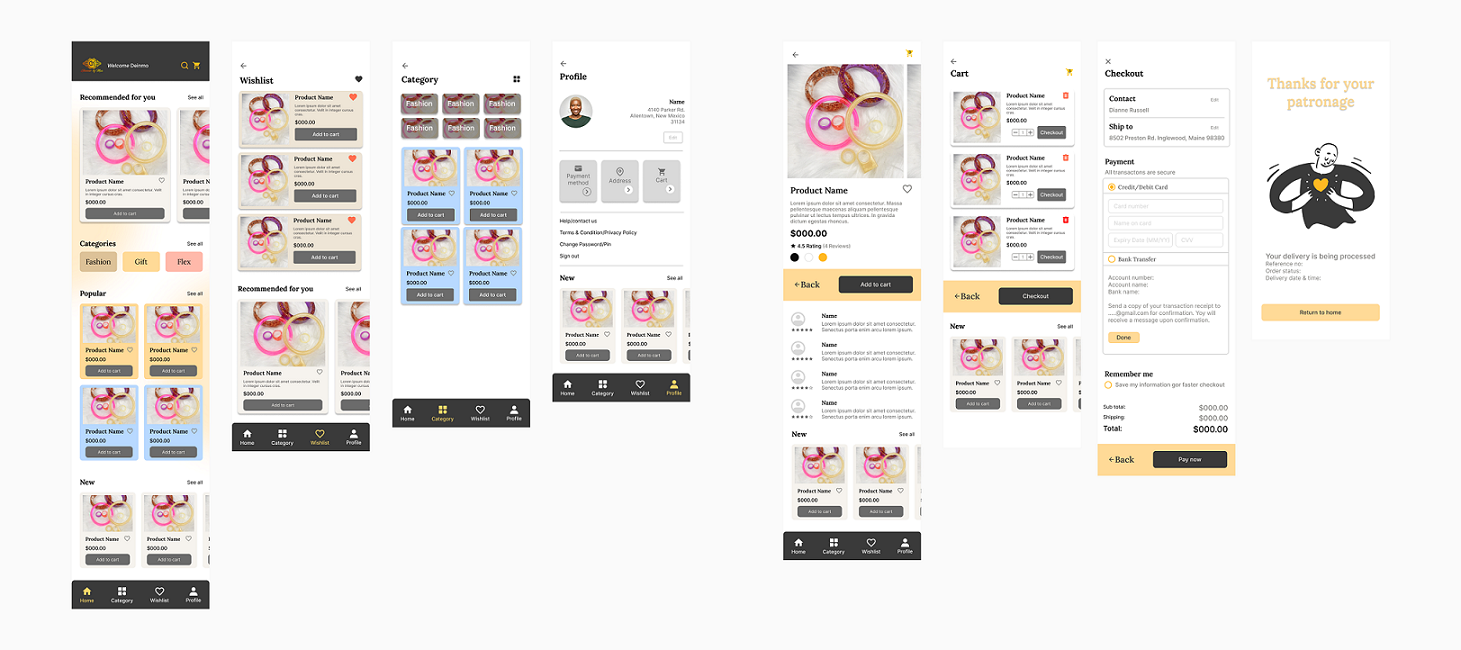 Welcome Deinmo
Recommended for you
See all
Product Name
Lorem ipsum dolor sit amet consectetur. Velit in integer cursus cras.
$000.00
Add to cart
Categories
See all
Fashion
Gift
Flex
Popular
See all
Product Name
Product Name
$000.00
$000.00
Add to cart
Add to cart
Product Name
Product Name
$000.00
$000.00
Add to cart
Add to cart
New
See all
Product Name
Product Name
$000.00
$000.00
Add to cart
Add to cart
Home
Category
Wishlist
Profile
Wishlist
Product Name
Lorem ipsum dolor sit amet consectetur. Velit in integer cursus cras.
$000.00
Add to cart
Product Name
Lorem ipsum dolor sit amet consectetur. Velit in integer cursus cras.
$000.00
Add to cart
Product Name
Lorem ipsum dolor sit amet consectetur. Velit in integer cursus cras.
$000.00
Add to cart
Recommended for you
See all
Product Name
Lorem ipsum dolor sit amet consectetur. Velit in integer cursus cras.
$000.00
Add to cart
Home
Category
Wishlist
Profile
Category
Fashion
Fashion
Fashion
Fashion
Fashion
Fashion
Product Name
Product Name
$000.00
$000.00
Add to cart
Add to cart
Product Name
Product Name
$000.00
$000.00
Add to cart
Add to cart
Home
Category
Wishlist
Profile
Profile
Name
4140 Parker Rd.
Allentown, New Mexico
31134
Edit
Payment
method
Address
Cart
Help/contact us
Terms & Condition/Privacy Policy
Change Password/Pin
Sign out
New
See all
Product Name
Product Name
$000.00
$000.00
Add to cart
Add to cart
Home
Category
Wishlist
Profile
Product Name
Lorem ipsum dolor sit amet consectetur. Massa
pellentesque maecenas aliquam pellentesque
pulvinar ut lectus tempus ultrices. In gravida
dictum egestas rhoncus.
$000.00
4.5 Rating (4 Reviews)
Back
Add to cart
Name
Lorem ipsum dolor sit amet consectetur.
Senectus porta enim arcu lorem ipsum.
Name
Lorem ipsum dolor sit amet consectetur.
Senectus porta enim arcu lorem ipsum.
Name
Lorem ipsum dolor sit amet consectetur.
Senectus porta enim arcu lorem ipsum.
Name
Lorem ipsum dolor sit amet consectetur.
Senectus porta enim arcu lorem ipsum.
New
See all
Product Name
Product Name
$000.00
$000.00
Add to cart
Add to cart
Home
Category
Wishlist
Profile
Cart
Product Name
Lorem ipsum dolor sit amet consectetur. Velit in integer cursus cras.
$000.00
1
Checkout
Product Name
Lorem ipsum dolor sit amet consectetur. Velit in integer cursus cras.
$000.00
1
Checkout
Product Name
Lorem ipsum dolor sit amet consectetur. Velit in integer cursus cras.
$000.00
1
Checkout
Back
Checkout
New
See all
Product Name
Product Name
$000.00
$000.00
Add to cart
Add to cart
Checkout
Contact
Edit
Dianne Russell
Ship to
Edit
8502 Preston Rd. Inglewood, Maine 98380
Payment
All transactons are secure
Credit/Debit Card
Card number
Name on card
Expiry Date (MM/YY)
CVV
Bank Transfer
Account number:
Account name:
Bank name:
Send a copy of your transaction receipt to
....@gmail.com for confirmation. Yoy will
receive a message upon confirmation.
Done
Remember me
Save my information gor faster checkout
Sub total:
$000.00
Shipping:
$000.00
Total:
$000.00
Back
Pay now
Thanks for your
patronage
Your delivery is being processed
Reference no:
Order status:
Delivery date & time:
Return to home